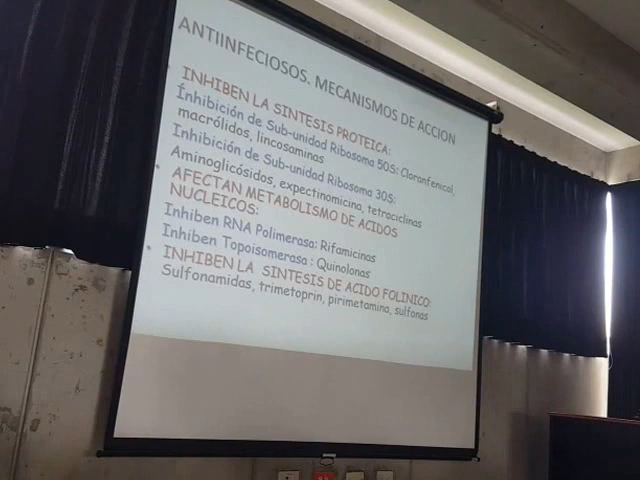 ANTIINFECIOSOS. MECANISMOS DE ACCION
• INHIBEN LA SINTESIS PROTEICA:
Ínhibición de Sub-unidad Ribosoma 50S: Cloranfenicol,
macrólidos, lincosaminas
Inhibición de Sub-unidad Ribosoma 30S:
Aminoglicósidos, expectinomicina, tetraciclinas
• AFECTAN METABOLISMO DE ACIDOS
NUCLEICOS:
Inhiben RNA Polimerasa: Rifamicinas
Inhiben Topoisomerasa : Quinolonas
• INHIBEN LA SINTESIS DE ACIDO FOLINICO:
Sulfonamidas, trimetoprin, pirimetamina, sulfonas